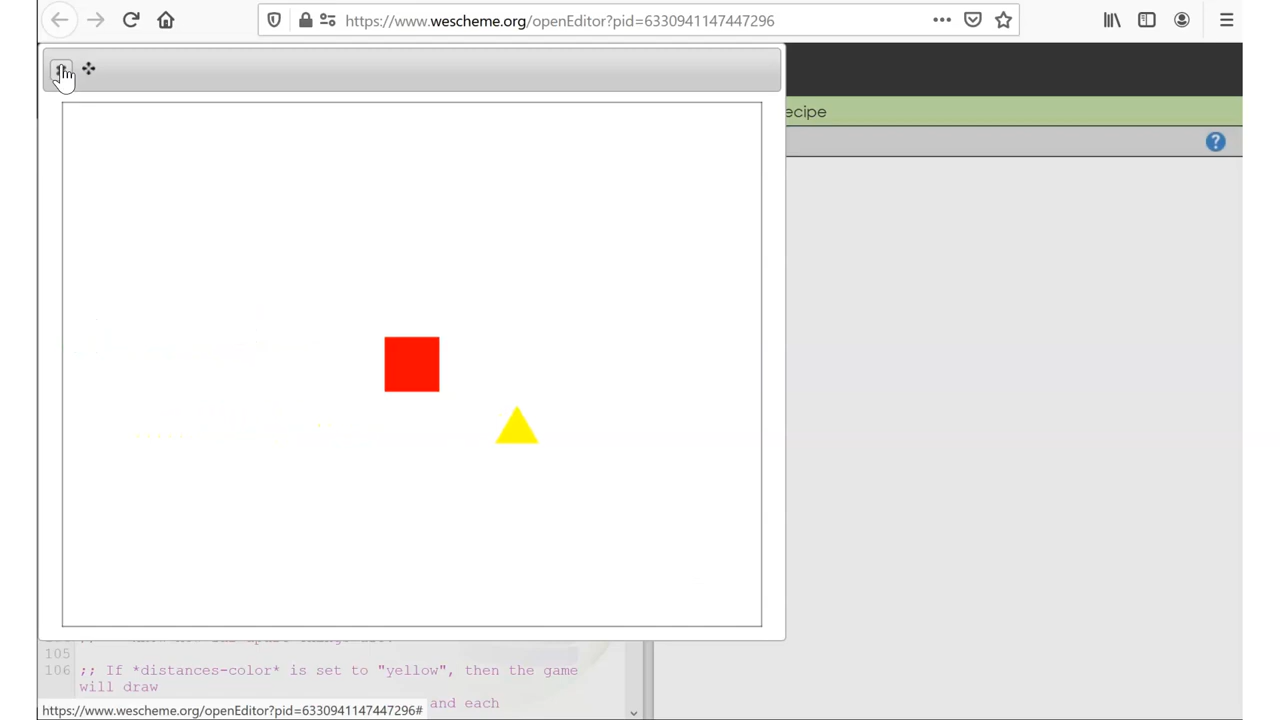 https://www.wescheme.org/openEditor?pid=6330941147447296
ecipe
105
106 ;; If *distances-color* is set to "yellow", then the game
will draw
and each
https://www.wescheme.org/openEditor?pid=6330941147447296#